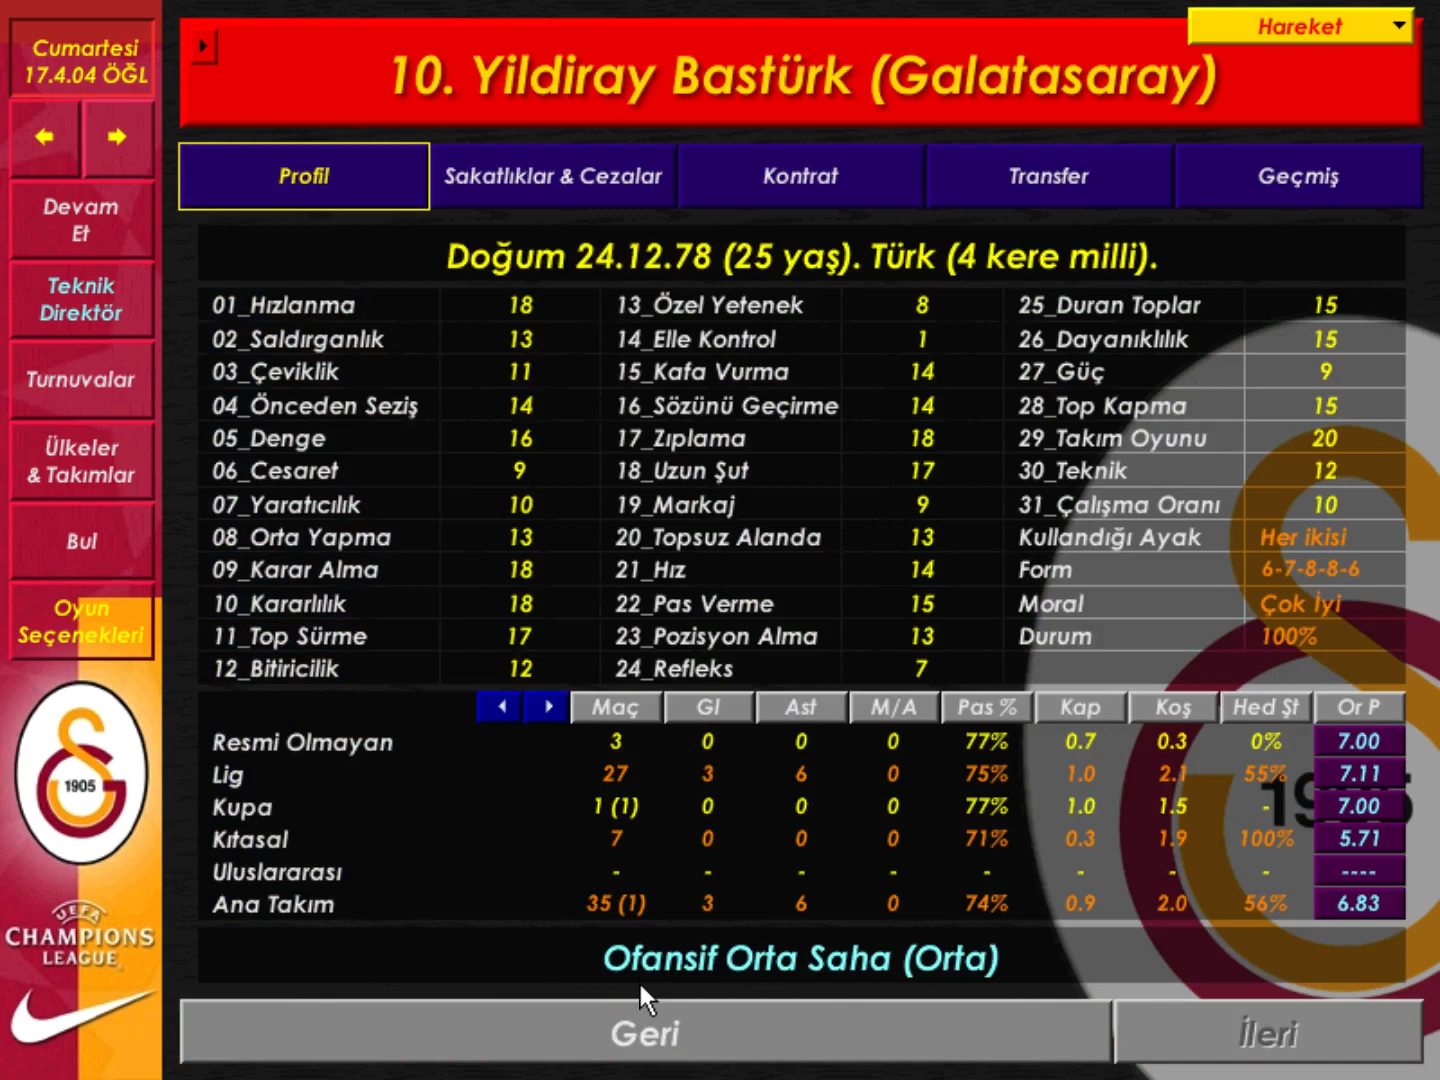 Cumartesi
17.4.04 ÖĞL
Hareket
10. Yildiray Bastürk (Galatasaray)
Devam
Et
Teknik
Direktör
Turnuvalar
Ülkeler
& Takımlar
Bul
Oyun
Seçenekleri
1905
UEFA
CHAMPIONS
LEAGUE
Profil Sakatlıklar & Cezalar Kontrat Transfer Geçmiş
Doğum 24.12.78 (25 yaş). Türk (4 kere milli).
01_Hızlanma 18 13_Özel Yetenek 8 25_Duran Toplar 15
02_Saldırganlık 13 14_Elle Kontrol 1 26_Dayanıklılık 15
03_Çeviklik 11 15_Kafa Vurma 14 27_Güç 9
04_Önceden Seziş 14 16_Sözünü Geçirme 14 28_Top Kapma 15
05_Denge 16 17_Zıplama 18 29_Takım Oyunu 20
06_Cesaret 9 18_Uzun Şut 17 30_Teknik 12
07_Yaratıcılık 10 19_Markaj 9 31_Çalışma Oranı 10
08_Orta Yapma 13 20_Topsuz Alanda 13 Kullandığı Ayak Her ikisi
09_Karar Alma 18 21_Hız 14 Form 6-7-8-8-6
10_Kararlılık 18 22_Pas Verme 15 Moral Çok İyi
11_Top Sürme 17 23_Pozisyon Alma 13 Durum 100%
12_Bitiricilik 12 24_Refleks 7
Maç Gl Ast M/A Pas % Kap Koş Hed Şt Or P
Resmi Olmayan 3 0 0 0 77% 0.7 0.3 0% 7.00
Lig 27 3 6 0 75% 1.0 2.1 55% 7.11
Kupa 1 (1) 0 0 0 77% 1.0 1.5 - 7.00
Kıtasal 7 0 0 0 71% 0.3 1.9 100% 5.71
Uluslararası - - - - - - - - ----
Ana Takım 35 (1) 3 6 0 74% 0.9 2.0 56% 6.83
1905
Ofansif Orta Saha (Orta)
Geri İleri